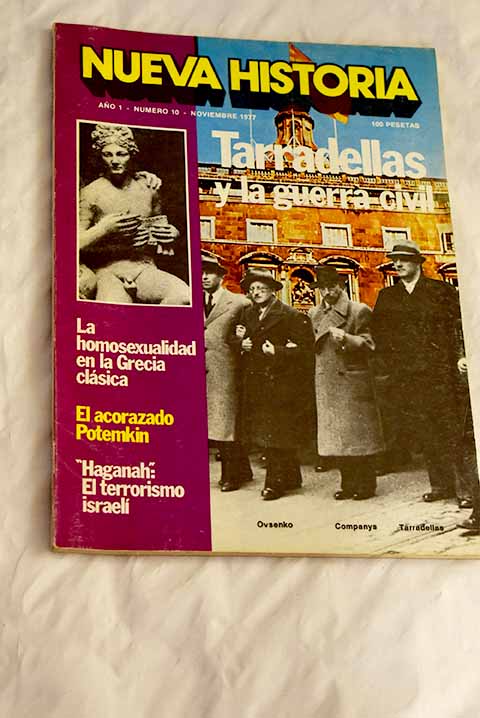 NUEVA HISTORIA
AÑO 1 - NUMERO 10 - NOVIEMBRE 1977
100 PESETAS
Tarradellas
y la guerra civil
La
homosexualidad
en la Grecia
clásica
El acorazado
Potemkin
"Haganah":
El terrorismo
israelí
Ovsenko Companys Tarradellas